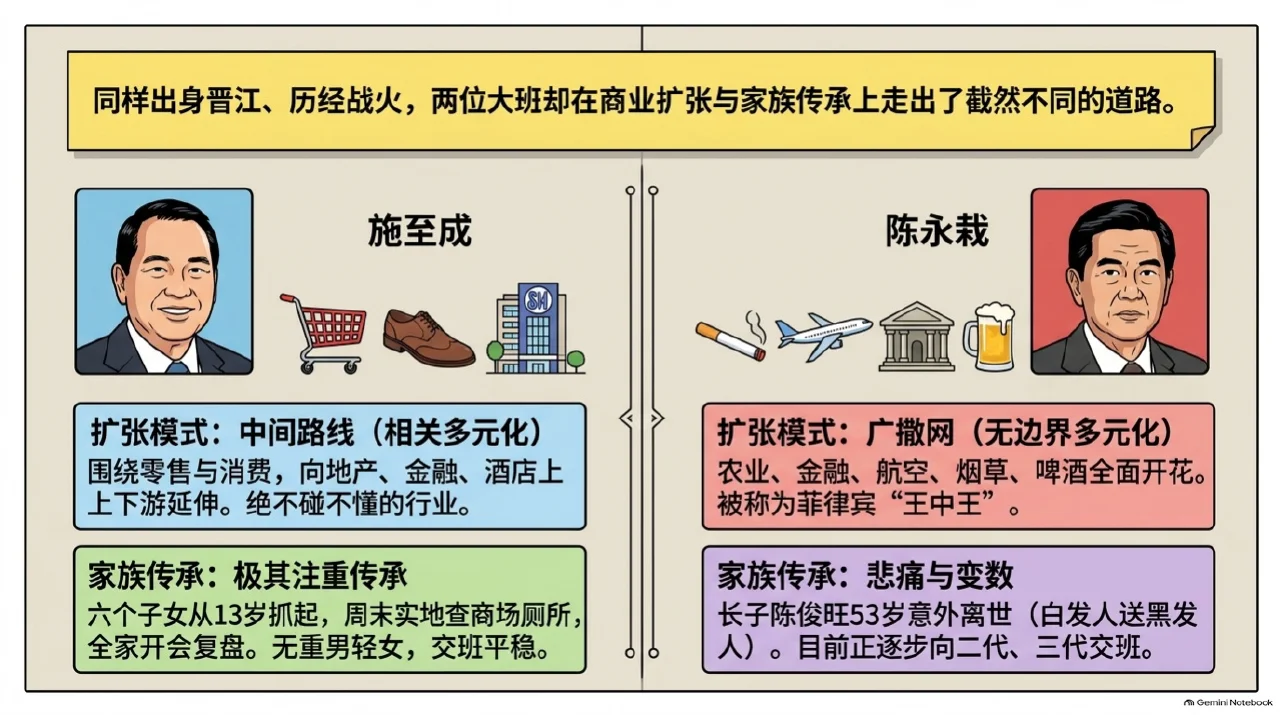 同样出身晋江、历经战火，两位大班却在商业扩张与家族传承上走出了截然不同的道路。
施至成
SM
扩张模式：中间路线（相关多元化）
围绕零售与消费，向地产、金融、酒店上
上下游延伸。绝不碰不懂的行业。
家族传承：极其注重传承
六个子女从13岁抓起，周末实地查商场厕所，
全家开会复盘。无重男轻女，交班平稳。
陈永栽
扩张模式：广撒网（无边界多元化）
农业、金融、航空、烟草、啤酒全面开花。
被称为菲律宾“王中王”。
家族传承：悲痛与变数
长子陈俊旺53岁意外离世（白发人送黑发
人）。目前正逐步向二代、三代交班。
Gemini Notebook